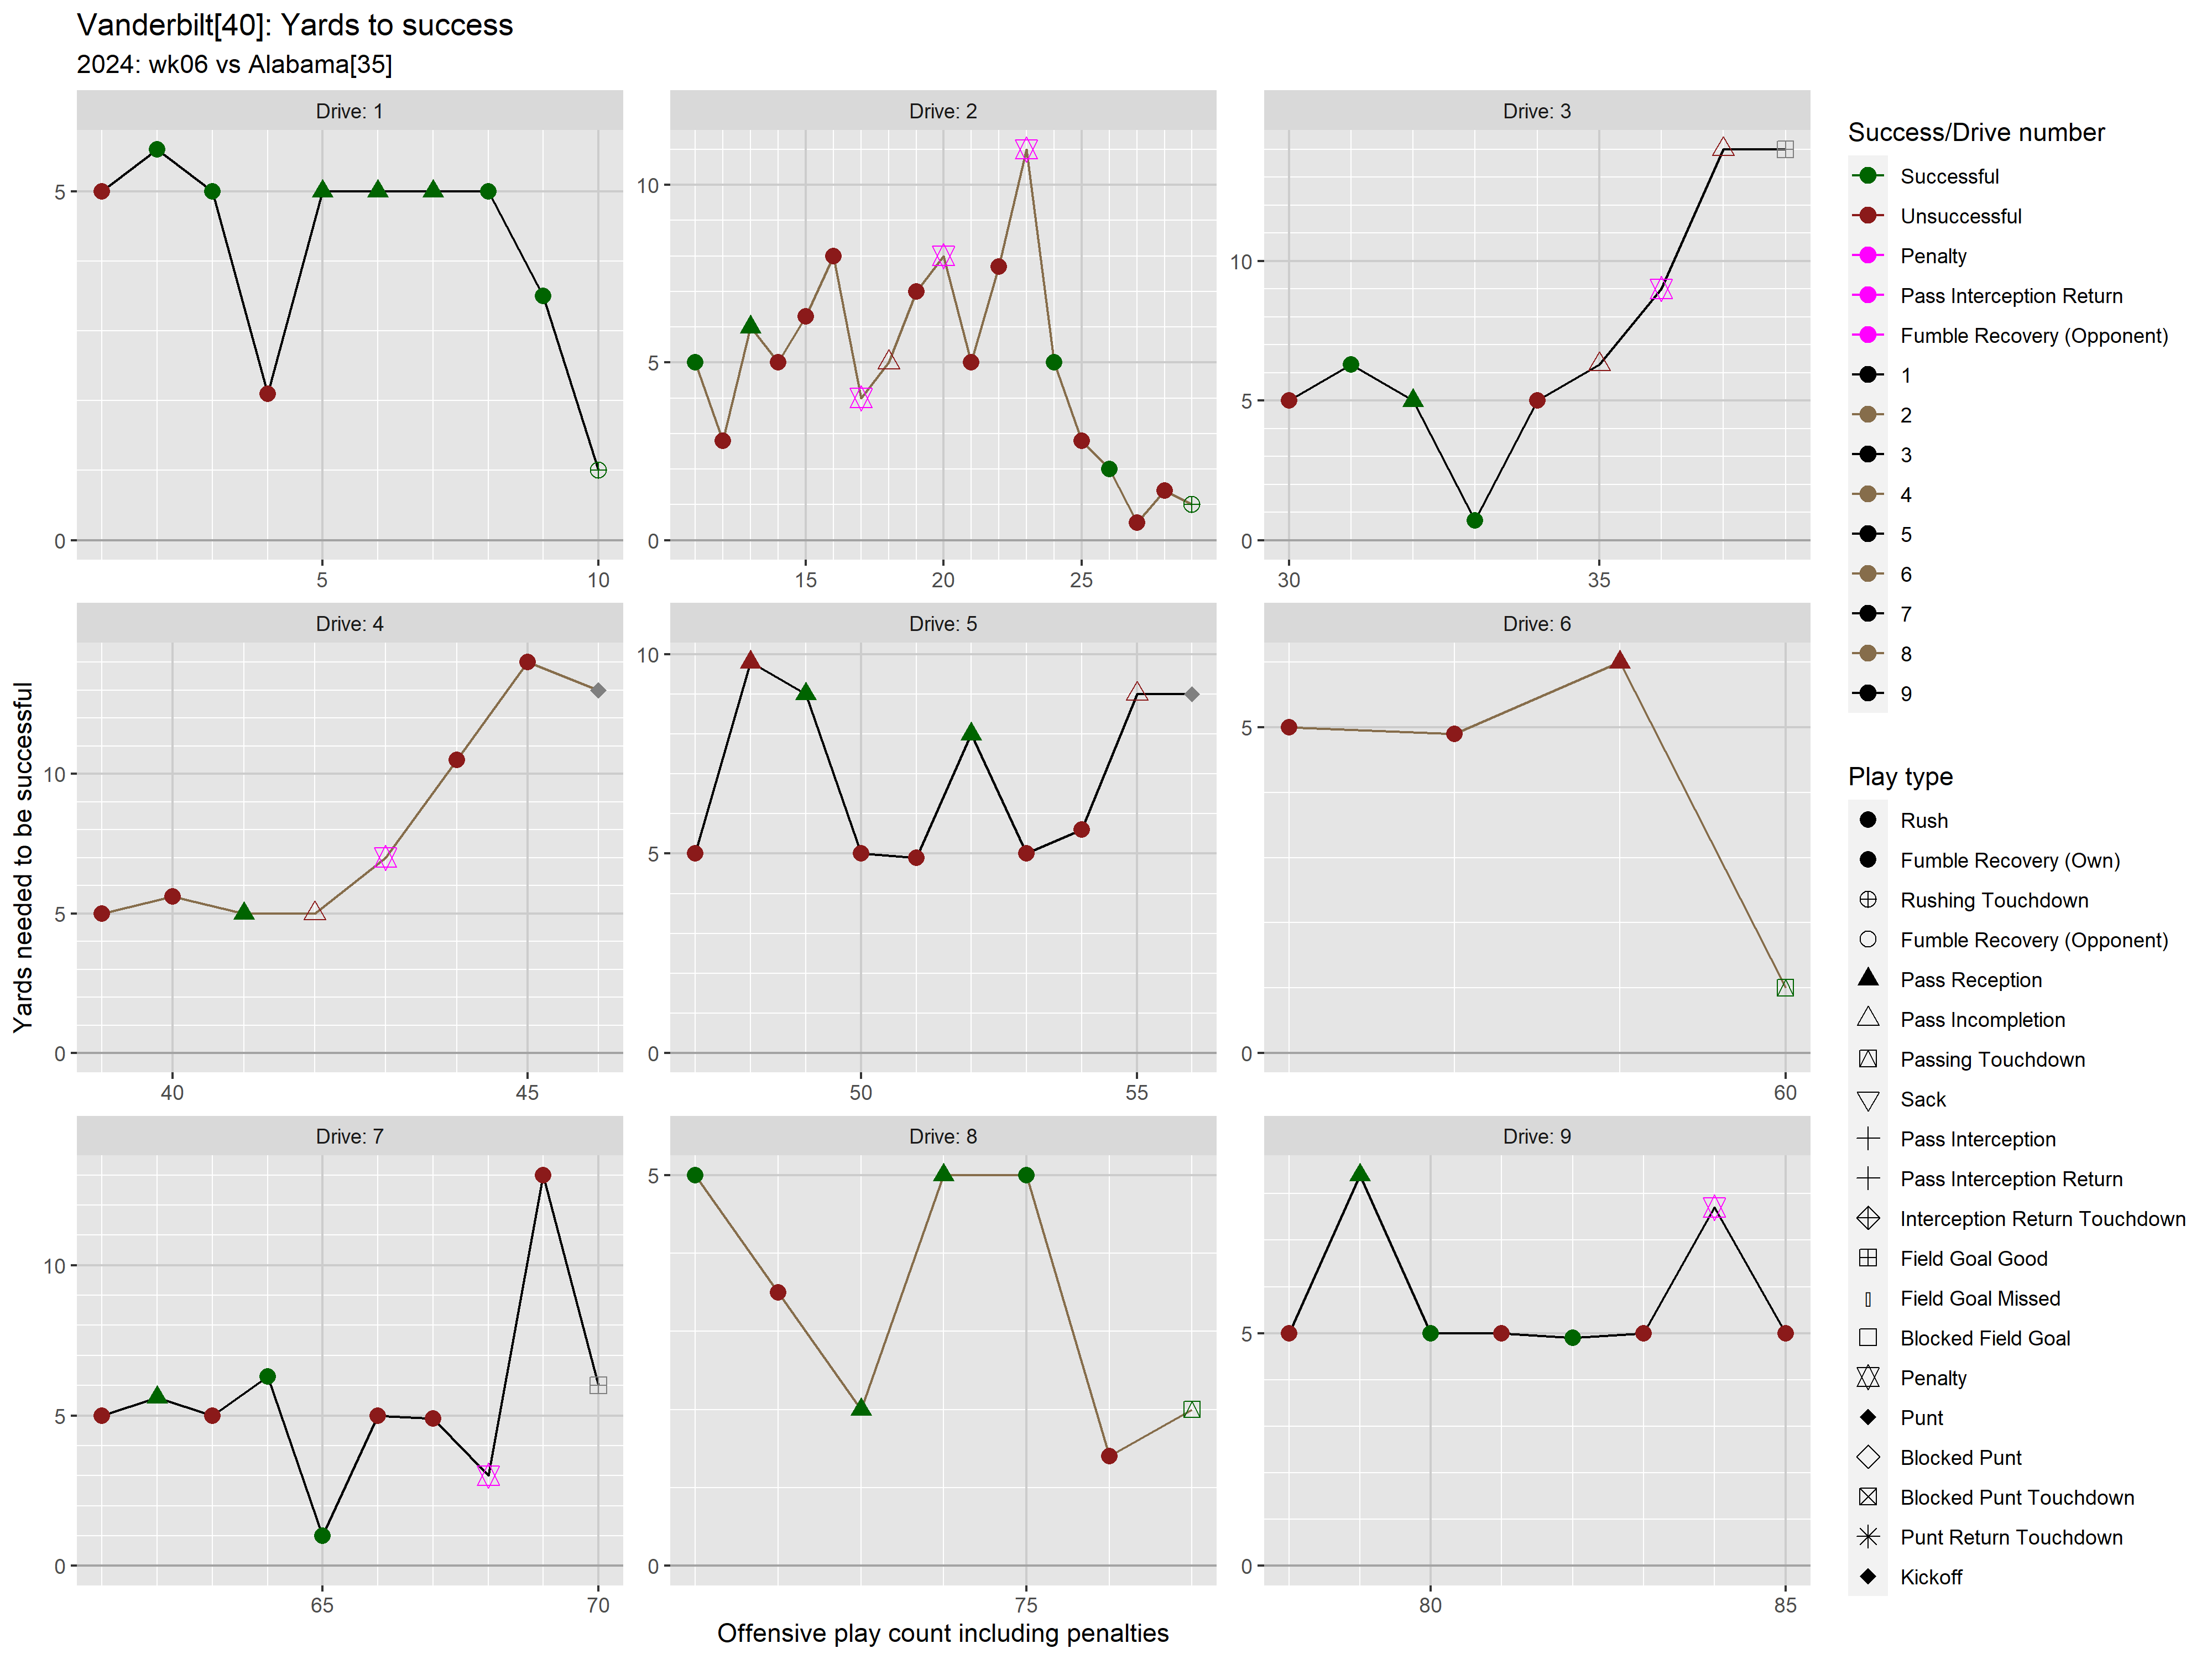 Vanderbilt[40]: Yards to success
2024: wk06 vs Alabama[35]
Drive: 1
Drive: 2
Drive: 3
5
0
5
10
10
5
0
15
20
25
10
5
0
30
35
Drive: 4
Drive: 5
Drive: 6
10
5
0
40
45
10
5
0
50
55
5
0
60
Drive: 7
Drive: 8
Drive: 9
10
5
0
65
70
5
0
75
5
0
80
85
Yards needed to be successful
Offensive play count including penalties
Success/Drive number
Successful
Unsuccessful
Penalty
Pass Interception Return
Fumble Recovery (Opponent)
1
2
3
4
5
6
7
8
9
Play type
Rush
Fumble Recovery (Own)
Rushing Touchdown
Fumble Recovery (Opponent)
Pass Reception
Pass Incompletion
Passing Touchdown
Sack
Pass Interception
Pass Interception Return
Interception Return Touchdown
Field Goal Good
Field Goal Missed
Blocked Field Goal
Penalty
Punt
Blocked Punt
Blocked Punt Touchdown
Punt Return Touchdown
Kickoff